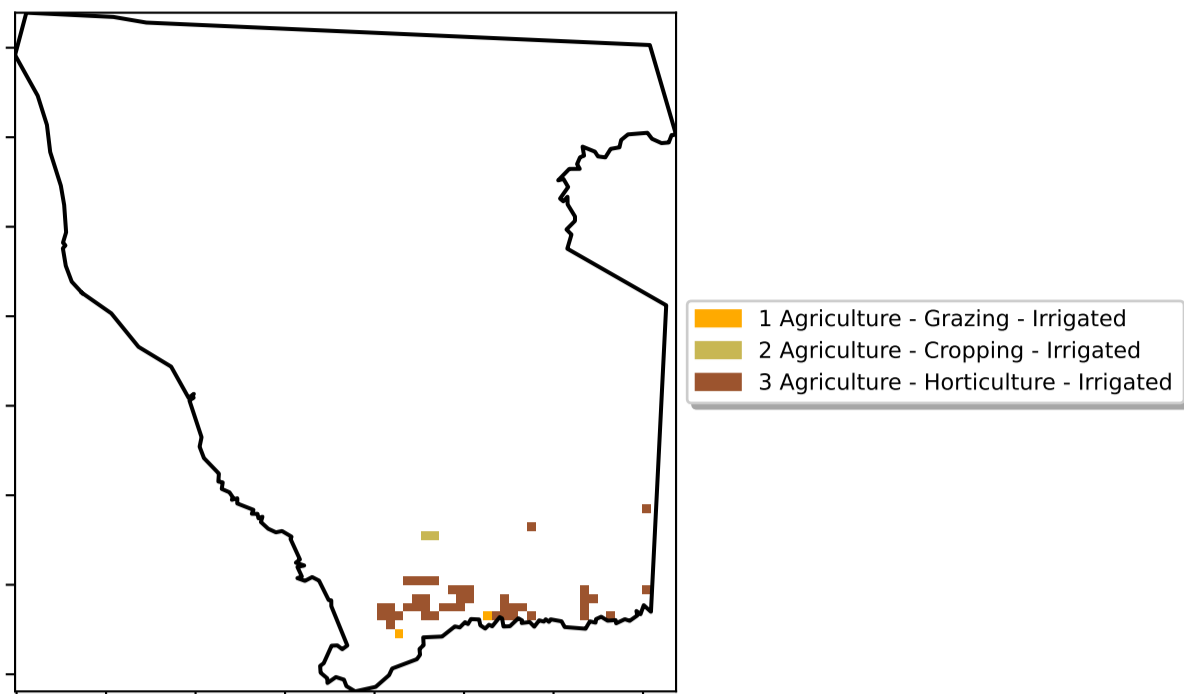 1 Agriculture - Grazing - Irrigated
2 Agriculture - Cropping - Irrigated
3 Agriculture - Horticulture - Irrigated